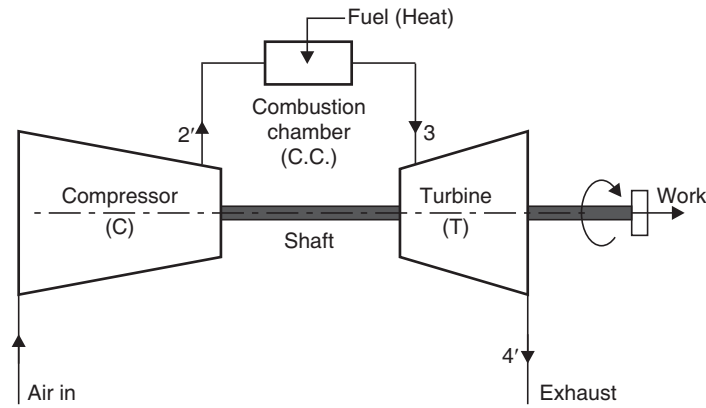 Fuel (Heat)
Combustion
chamber
(C.C.)
2′
3
Compressor
(C)
Shaft
Turbine
(T)
Work
4′
Air in
Exhaust